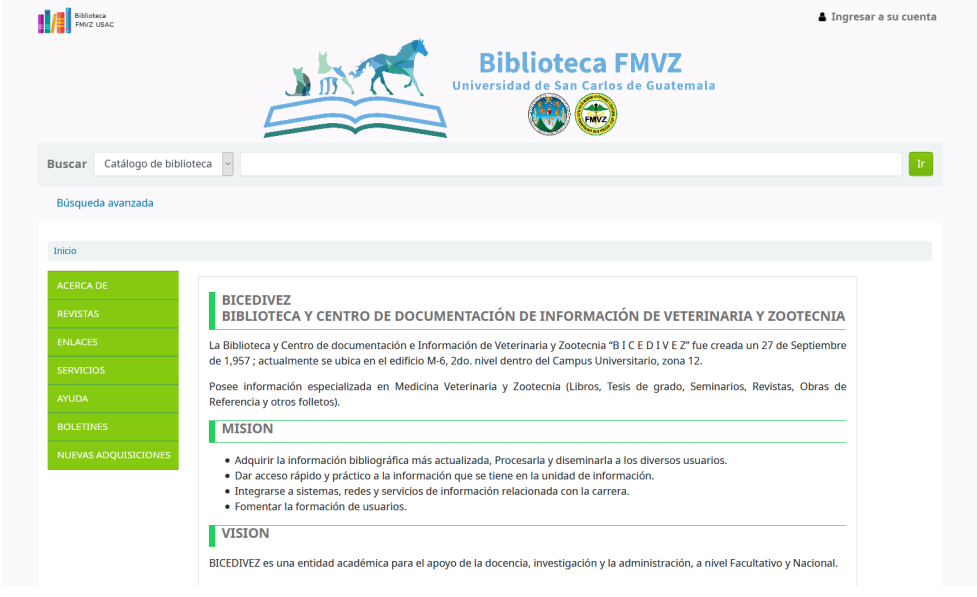 Biblioteca
FMVZ USAC
Ingresar a su cuenta
Biblioteca FMVZ
Universidad de San Carlos de Guatemala
FMVZ
Buscar
Catálogo de biblioteca
Ir
Búsqueda avanzada
Inicio
ACERCA DE
REVISTAS
ENLACES
SERVICIOS
AYUDA
BOLETINES
NUEVAS ADQUISICIONES
BICEDIVEZ
BIBLIOTECA Y CENTRO DE DOCUMENTACIÓN DE INFORMACIÓN DE VETERINARIA Y ZOOTECNIA
La Biblioteca y Centro de documentación e Información de Veterinaria y Zootecnia “B I C E D I V E Z” fue creada un 27 de Septiembre
de 1,957 ; actualmente se ubica en el edificio M-6, 2do. nivel dentro del Campus Universitario, zona 12.
Posee información especializada en Medicina Veterinaria y Zootecnia (Libros, Tesis de grado, Seminarios, Revistas, Obras de
Referencia y otros folletos).
MISION
• Adquirir la información bibliográfica más actualizada, Procesarla y diseminarla a los diversos usuarios.
• Dar acceso rápido y práctico a la información que se tiene en la unidad de información.
• Integrarse a sistemas, redes y servicios de información relacionada con la carrera.
• Fomentar la formación de usuarios.
VISION
BICEDIVEZ es una entidad académica para el apoyo de la docencia, investigación y la administración, a nivel Facultativo y Nacional.